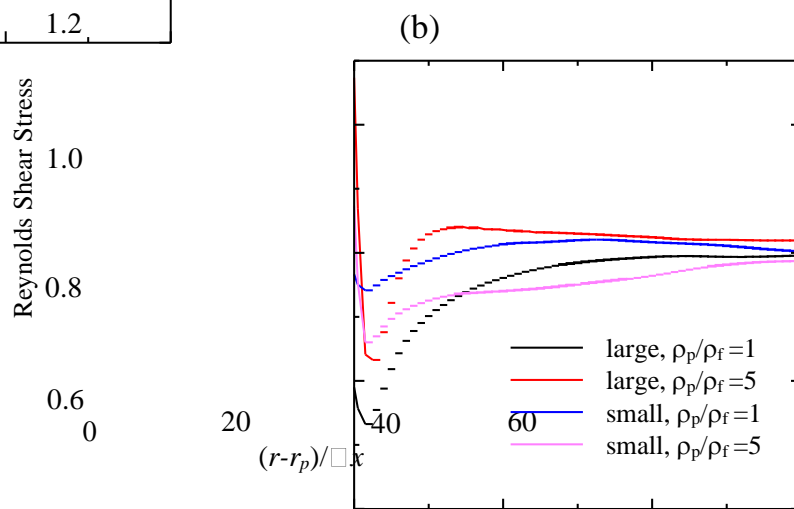 1.2
(b)
Reynolds Shear Stress
1.0
0.8
0.6
large, ρp/ρf =1
large, ρp/ρf =5
small, ρp/ρf =1
small, ρp/ρf =5
0 20 40 60
(r-rp)/□ x